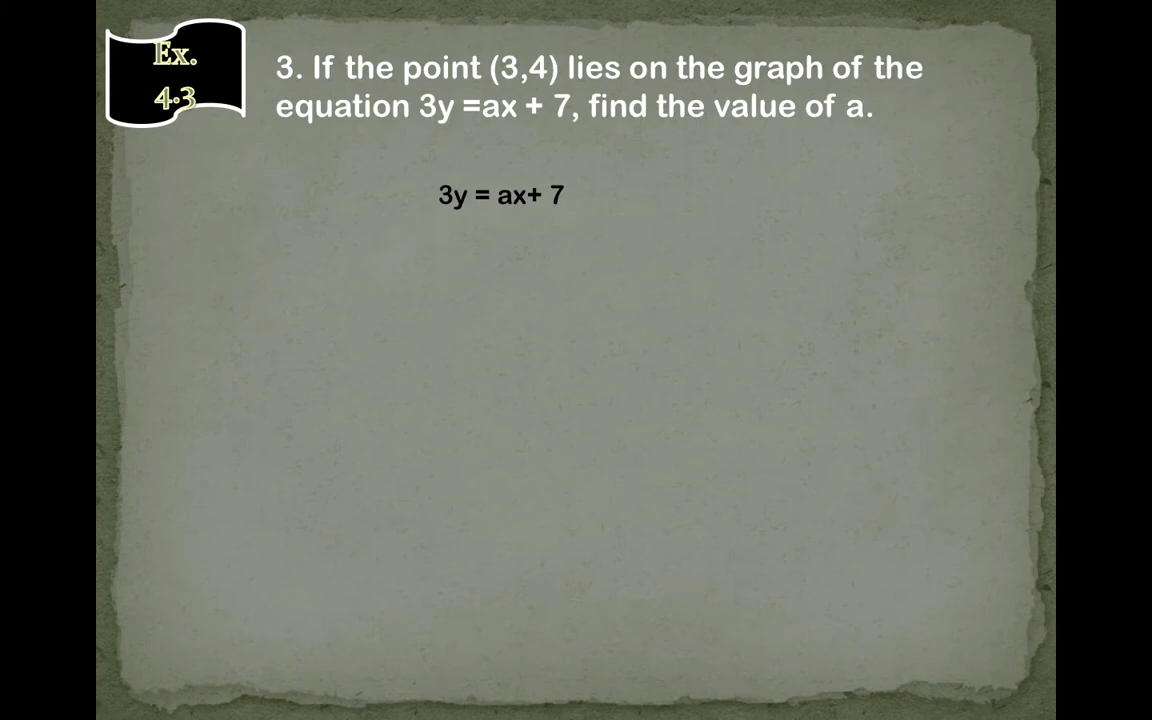 Ex.
4.3
3. If the point (3,4) lies on the graph of the
equation 3y =ax + 7, find the value of a.
3y = ax+ 7